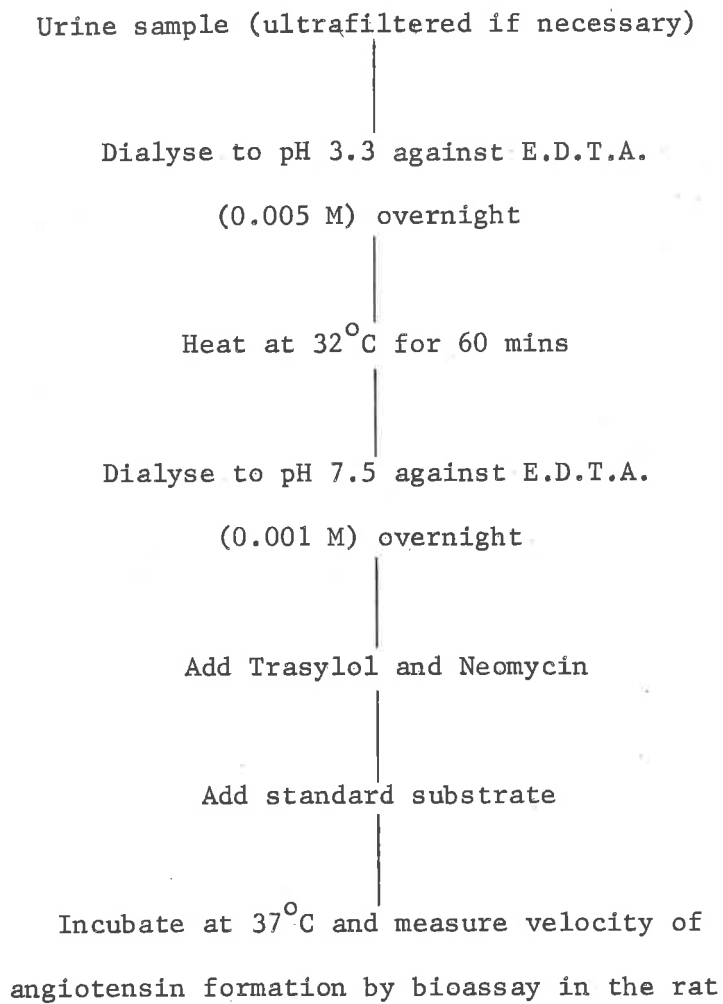 Urine sample (ultrafiltered if necessary)
Dialyse to pH 3.3 against E.D.T.A.
(0.005 M) overnight
Heat at 32°C for 60 mins
Dialyse to pH 7.5 against E.D.T.A.
(0.001 M) overnight
Add Trasylol and Neomycin
Add standard substrate
Incubate at 37°C and measure velocity of
angiotensin formation by bioassay in the rat